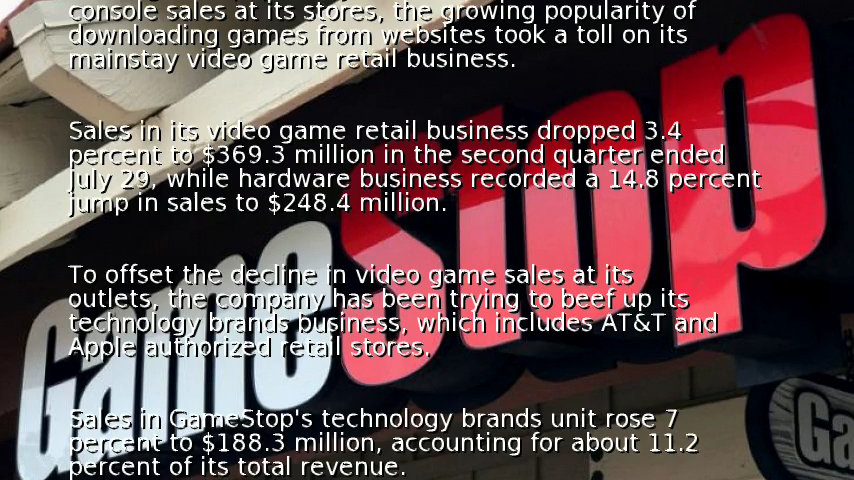 console sales at its stores, the growing popularity of
downloading games from websites took a toll on its
mainstay video game retail business.
Sales in its video game retail business dropped 3.4
percent to $369.3 million in the second quarter ended
July 29, while hardware business recorded a 14.8 percent
jump in sales to $248.4 million.
To offset the decline in video game sales at its
outlets, the company has been trying to beef up its
technology brands business, which includes AT&T and
Apple authorized retail stores.
Sales in GameStop's technology brands unit rose 7
percent to $188.3 million, accounting for about 11.2
percent of its total revenue.
GameStop
Ga